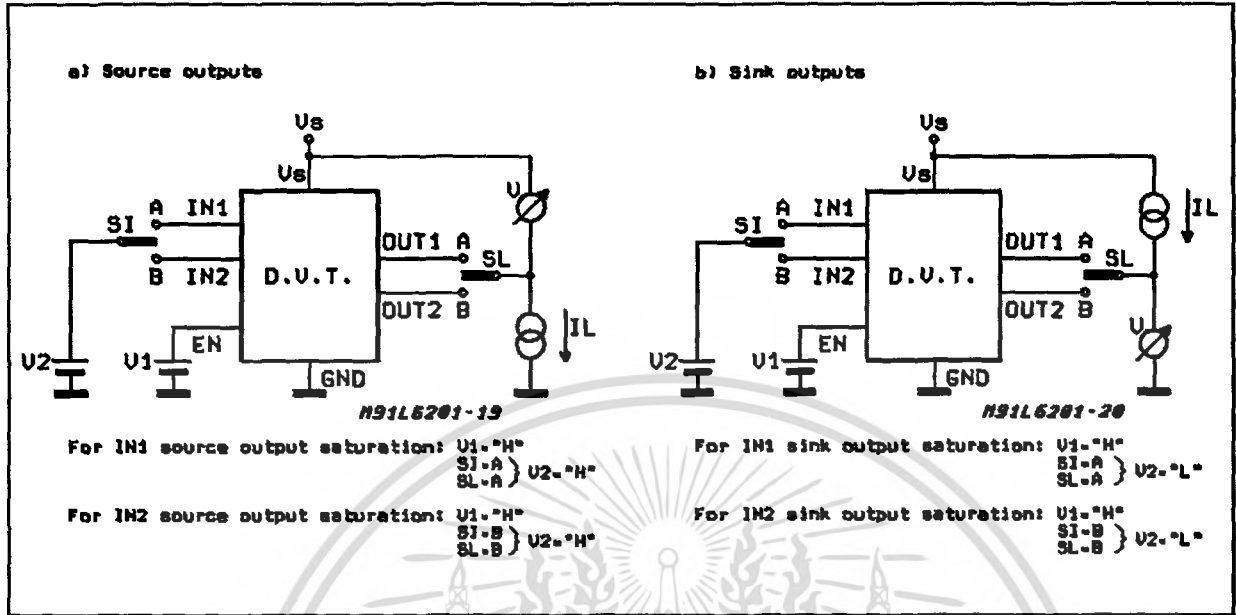 a) Source outputs
Vs
Vs
V
A IN1
SI
B IN2
D.U.T.
OUT1 A
SL
OUT2 B
IL
EN
V2
V1
GND
M91L6201-19
For IN1 source output saturation: V1="H"
SI=A
SL=A } V2="H"
For IN2 source output saturation: V1="H"
SI=B
SL=B } V2="H"
b) Sink outputs
Vs
Vs
IL
A IN1
SI
B IN2
D.U.T.
OUT1 A
SL
OUT2 B
V
EN
V2
V1
GND
M91L6201-20
For IN1 sink output saturation: V1="H"
SI=A
SL=A } V2="L"
For IN2 sink output saturation: V1="H"
SI=B
SL=B } V2="L"